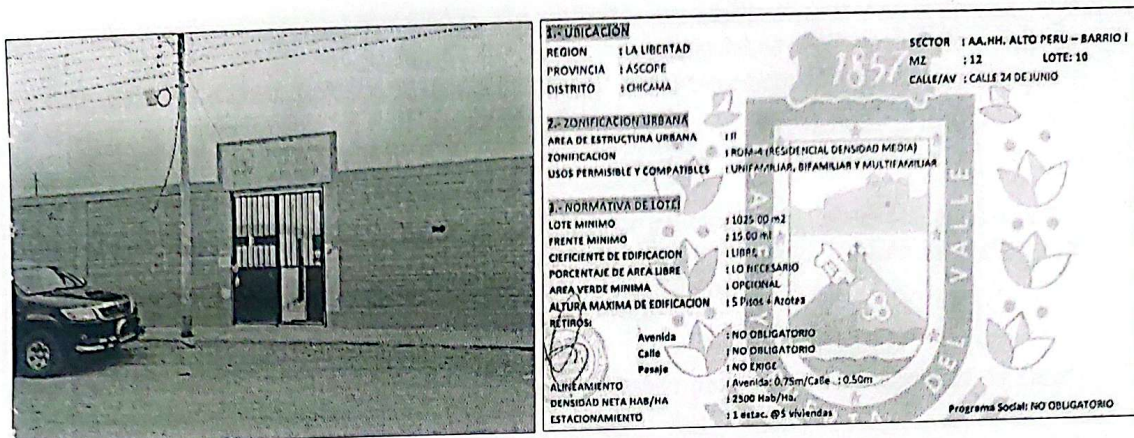 1.- UBICACIÓN
REGION : LA LIBERTAD
PROVINCIA : ASCOPE
DISTRITO : CHICAMA
SECTOR : AA.HH. ALTO PERU – BARRIO I
MZ : 12 LOTE: 10
CALLE/AV : CALLE 24 DE JUNIO
2.- ZONIFICACION URBANA
AREA DE ESTRUCTURA URBANA : II
ZONIFICACION : RDM-4 (RESIDENCIAL DENSIDAD MEDIA)
USOS PERMISIBLE Y COMPATIBLES : UNIFAMILIAR, BIFAMILIAR Y MULTIFAMILIAR
3.- NORMATIVA DE LOTE:
LOTE MINIMO : 1025.00 m2
FRENTE MINIMO : 15.00 ml
CIEFICIENTE DE EDIFICACION : LIBRE
PORCENTAJE DE AREA LIBRE : LO NECESARIO
AREA VERDE MINIMA : OPCIONAL
ALTURA MAXIMA DE EDIFICACION : 5 Pisos + Azotea
RETIROS:
Avenida : NO OBLIGATORIO
Calle : NO OBLIGATORIO
Pasaje : NO EXIGE
ALINEAMIENTO : Avenida: 0.75m/Calle .: 0.50m
DENSIDAD NETA HAB/HA : 2500 Hab/Ha.
ESTACIONAMIENTO : 1 estac. @5 viviendas
Programa Social: NO OBLIGATORIO
1857
DEL VALLE